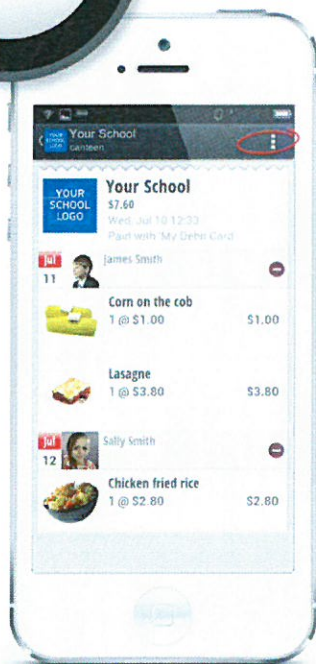 Your School
canteen
YOUR
SCHOOL
LOGO
Your School
$7.60
Wed, Jul 10 12:33
Paid with 'My Debit Card
Jul
11
James Smith
Corn on the cob
1 @ $1.00
$1.00
Lasagne
1 @ $3.80
$3.80
Jul
12
Sally Smith
Chicken fried rice
1 @ $2.80
$2.80